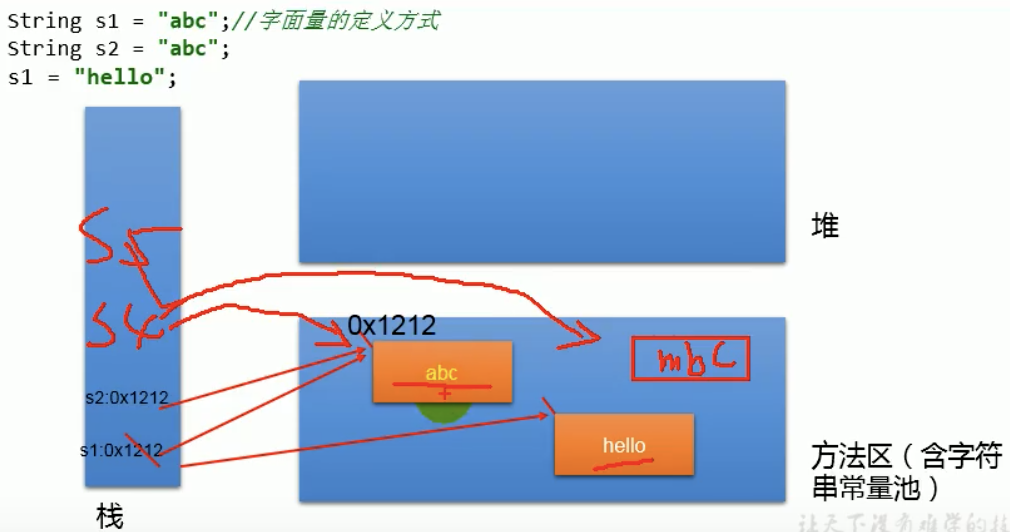 String s1 = "abc";//字面量的定义方式
String s2 = "abc";
s1 = "hello";
堆
S5
S4
0x1212
mbC
abc
s2:0x1212
s1:0x1212
hello
方法区（含字符
串常量池）
栈
让天下没有难学的技